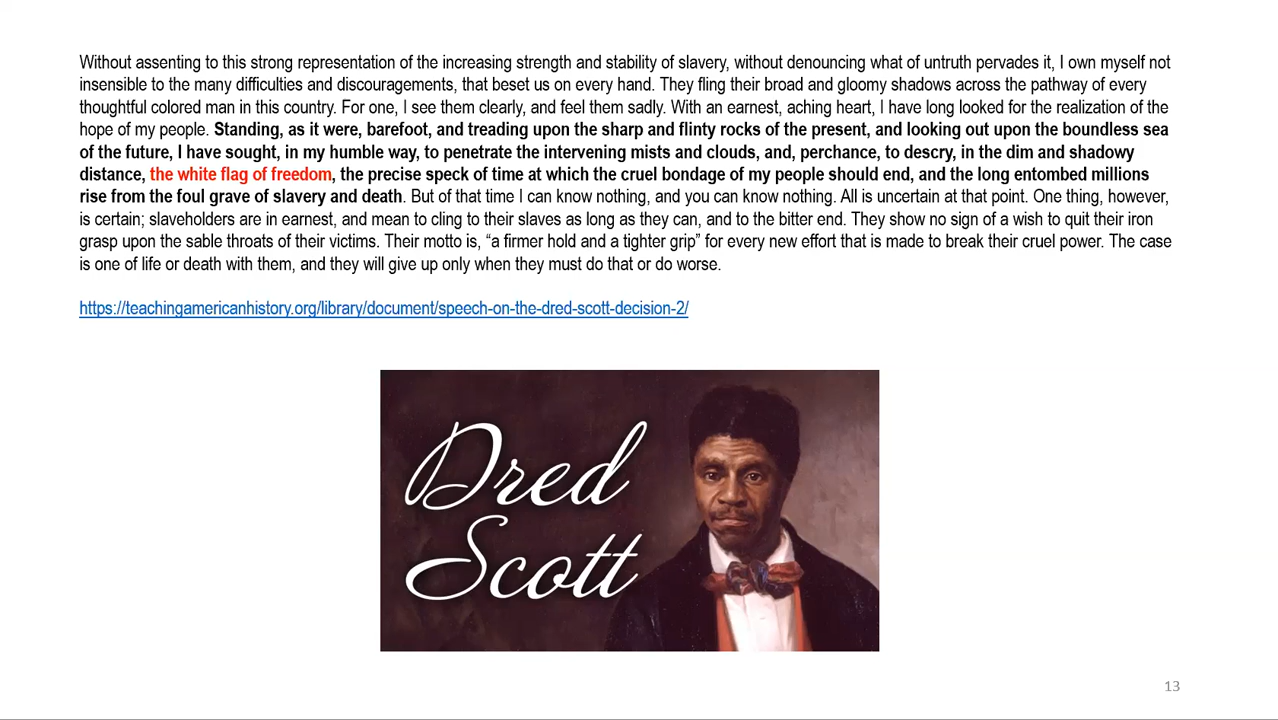 Without assenting to this strong representation of the increasing strength and stability of slavery, without denouncing what of untruth pervades it, I own myself not
insensible to the many difficulties and discouragements, that beset us on every hand. They fling their broad and gloomy shadows across the pathway of every
thoughtful colored man in this country. For one, I see them clearly, and feel them sadly. With an earnest, aching heart, I have long looked for the realization of the
hope of my people. Standing, as it were, barefoot, and treading upon the sharp and flinty rocks of the present, and looking out upon the boundless sea
of the future, I have sought, in my humble way, to penetrate the intervening mists and clouds, and, perchance, to descry, in the dim and shadowy
distance, the white flag of freedom, the precise speck of time at which the cruel bondage of my people should end, and the long entombed millions
rise from the foul grave of slavery and death. But of that time I can know nothing, and you can know nothing. All is uncertain at that point. One thing, however,
is certain; slaveholders are in earnest, and mean to cling to their slaves as long as they can, and to the bitter end. They show no sign of a wish to quit their iron
grasp upon the sable throats of their victims. Their motto is, “a firmer hold and a tighter grip” for every new effort that is made to break their cruel power. The case
is one of life or death with them, and they will give up only when they must do that or do worse.
https://teachingamericanhistory.org/library/document/speech-on-the-dred-scott-decision-2/
Dred
Scott
13